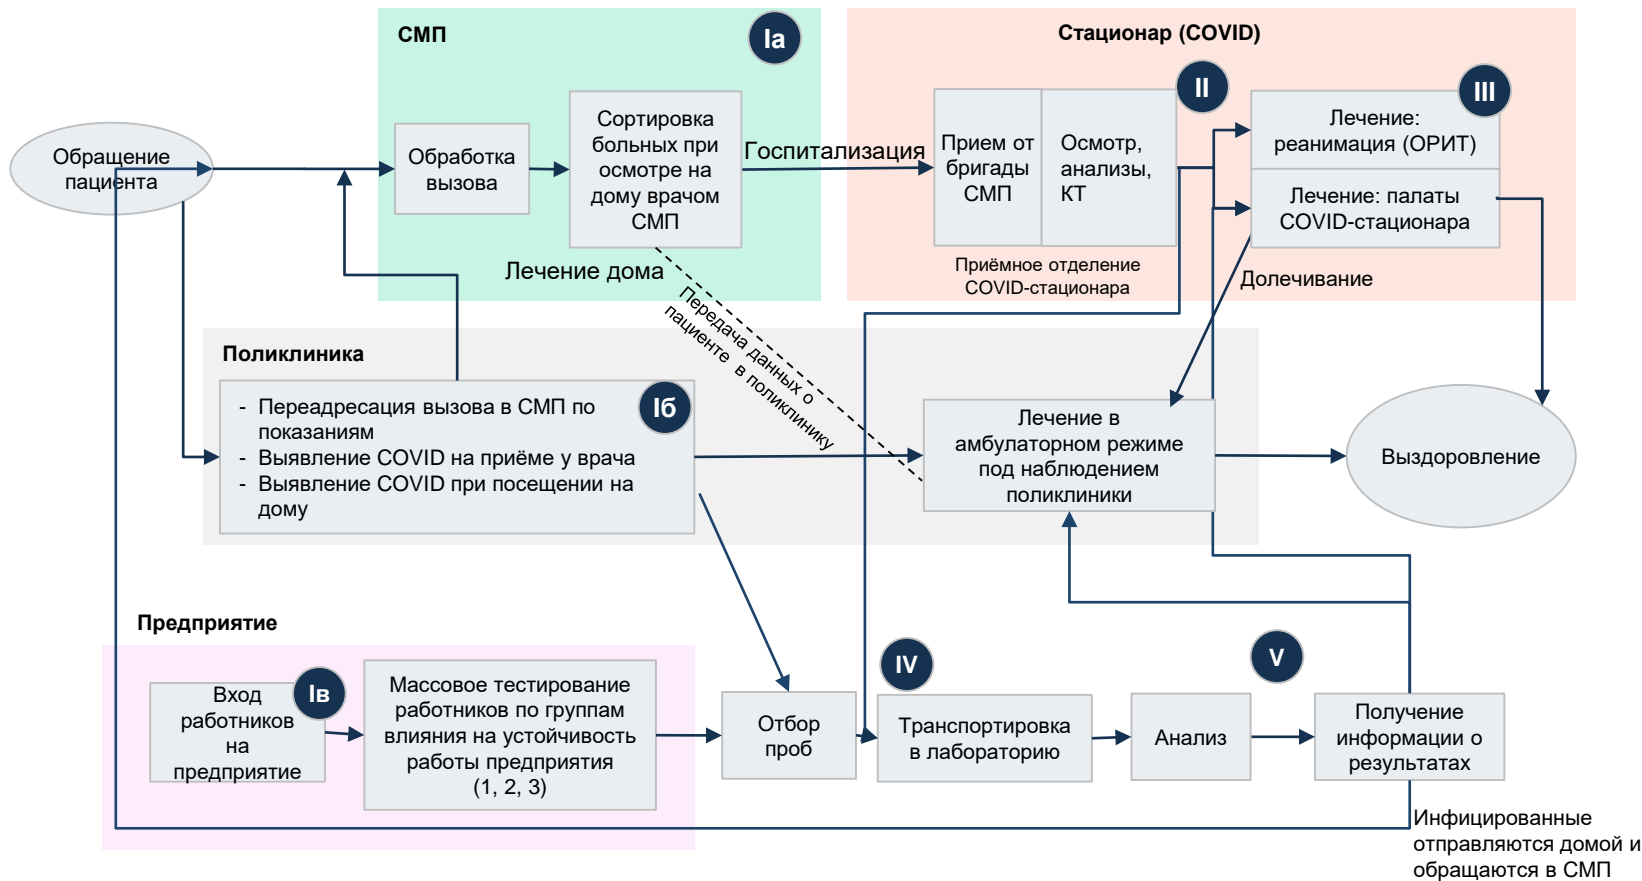 СМП
Iа
Стационар (COVID)
II
III
Обращение
пациента
Обработка
вызова
Сортировка
больных при
осмотре на
дому врачом
СМП
Госпитализация
Прием от
бригады
СМП
Осмотр,
анализы,
КТ
Лечение:
реанимация (ОРИТ)
Лечение: палаты
COVID-стационара
Приёмное отделение
COVID-стационара
Долечивание
Лечение дома
Передача данных о
пациенте в поликлинику
Поликлиника
Iб
- Переадресация вызова в СМП по
показаниям
- Выявление COVID на приёме у врача
- Выявление COVID при посещении на
дому
Лечение в
амбулаторном режиме
под наблюдением
поликлиники
Выздоровление
Предприятие
Iв
Вход
работников
на
предприятие
Массовое тестирование
работников по группам
влияния на устойчивость
работы предприятия
(1, 2, 3)
Отбор
проб
IV
Транспортировка
в лабораторию
Анализ
V
Получение
информации о
результатах
Инфицированные
отправляются домой и
обращаются в СМП